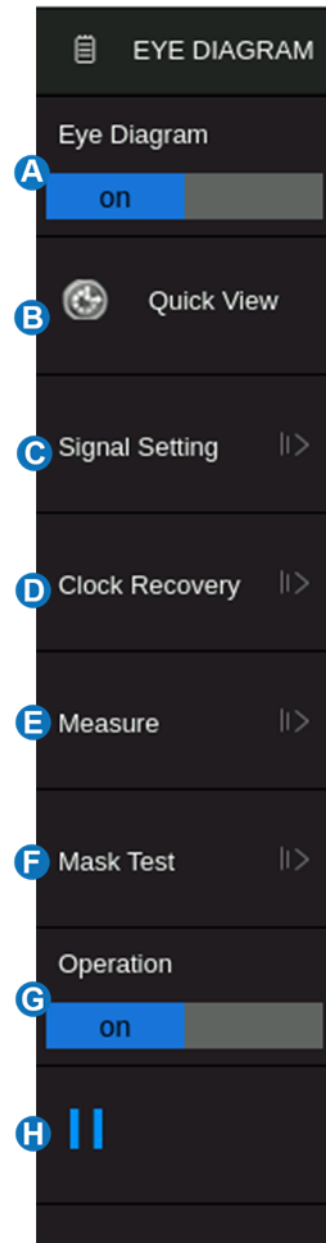 EYE DIAGRAM
Eye Diagram
A
on
B
Quick View
C
Signal Setting
D
Clock Recovery
E
Measure
F
Mask Test
Operation
G
on
H